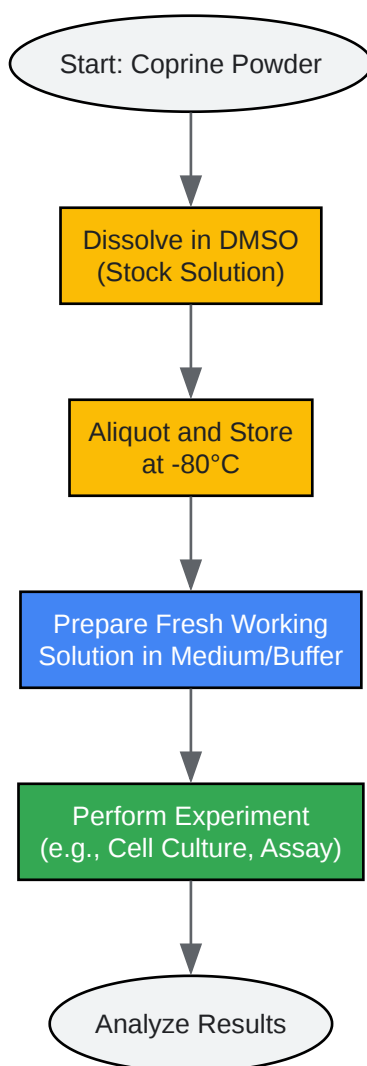 Start: Coprine Powder
Dissolve in DMSO
(Stock Solution)
Aliquot and Store
at -80°C
Prepare Fresh Working
Solution in Medium/Buffer
Perform Experiment
(e.g., Cell Culture, Assay)
Analyze Results